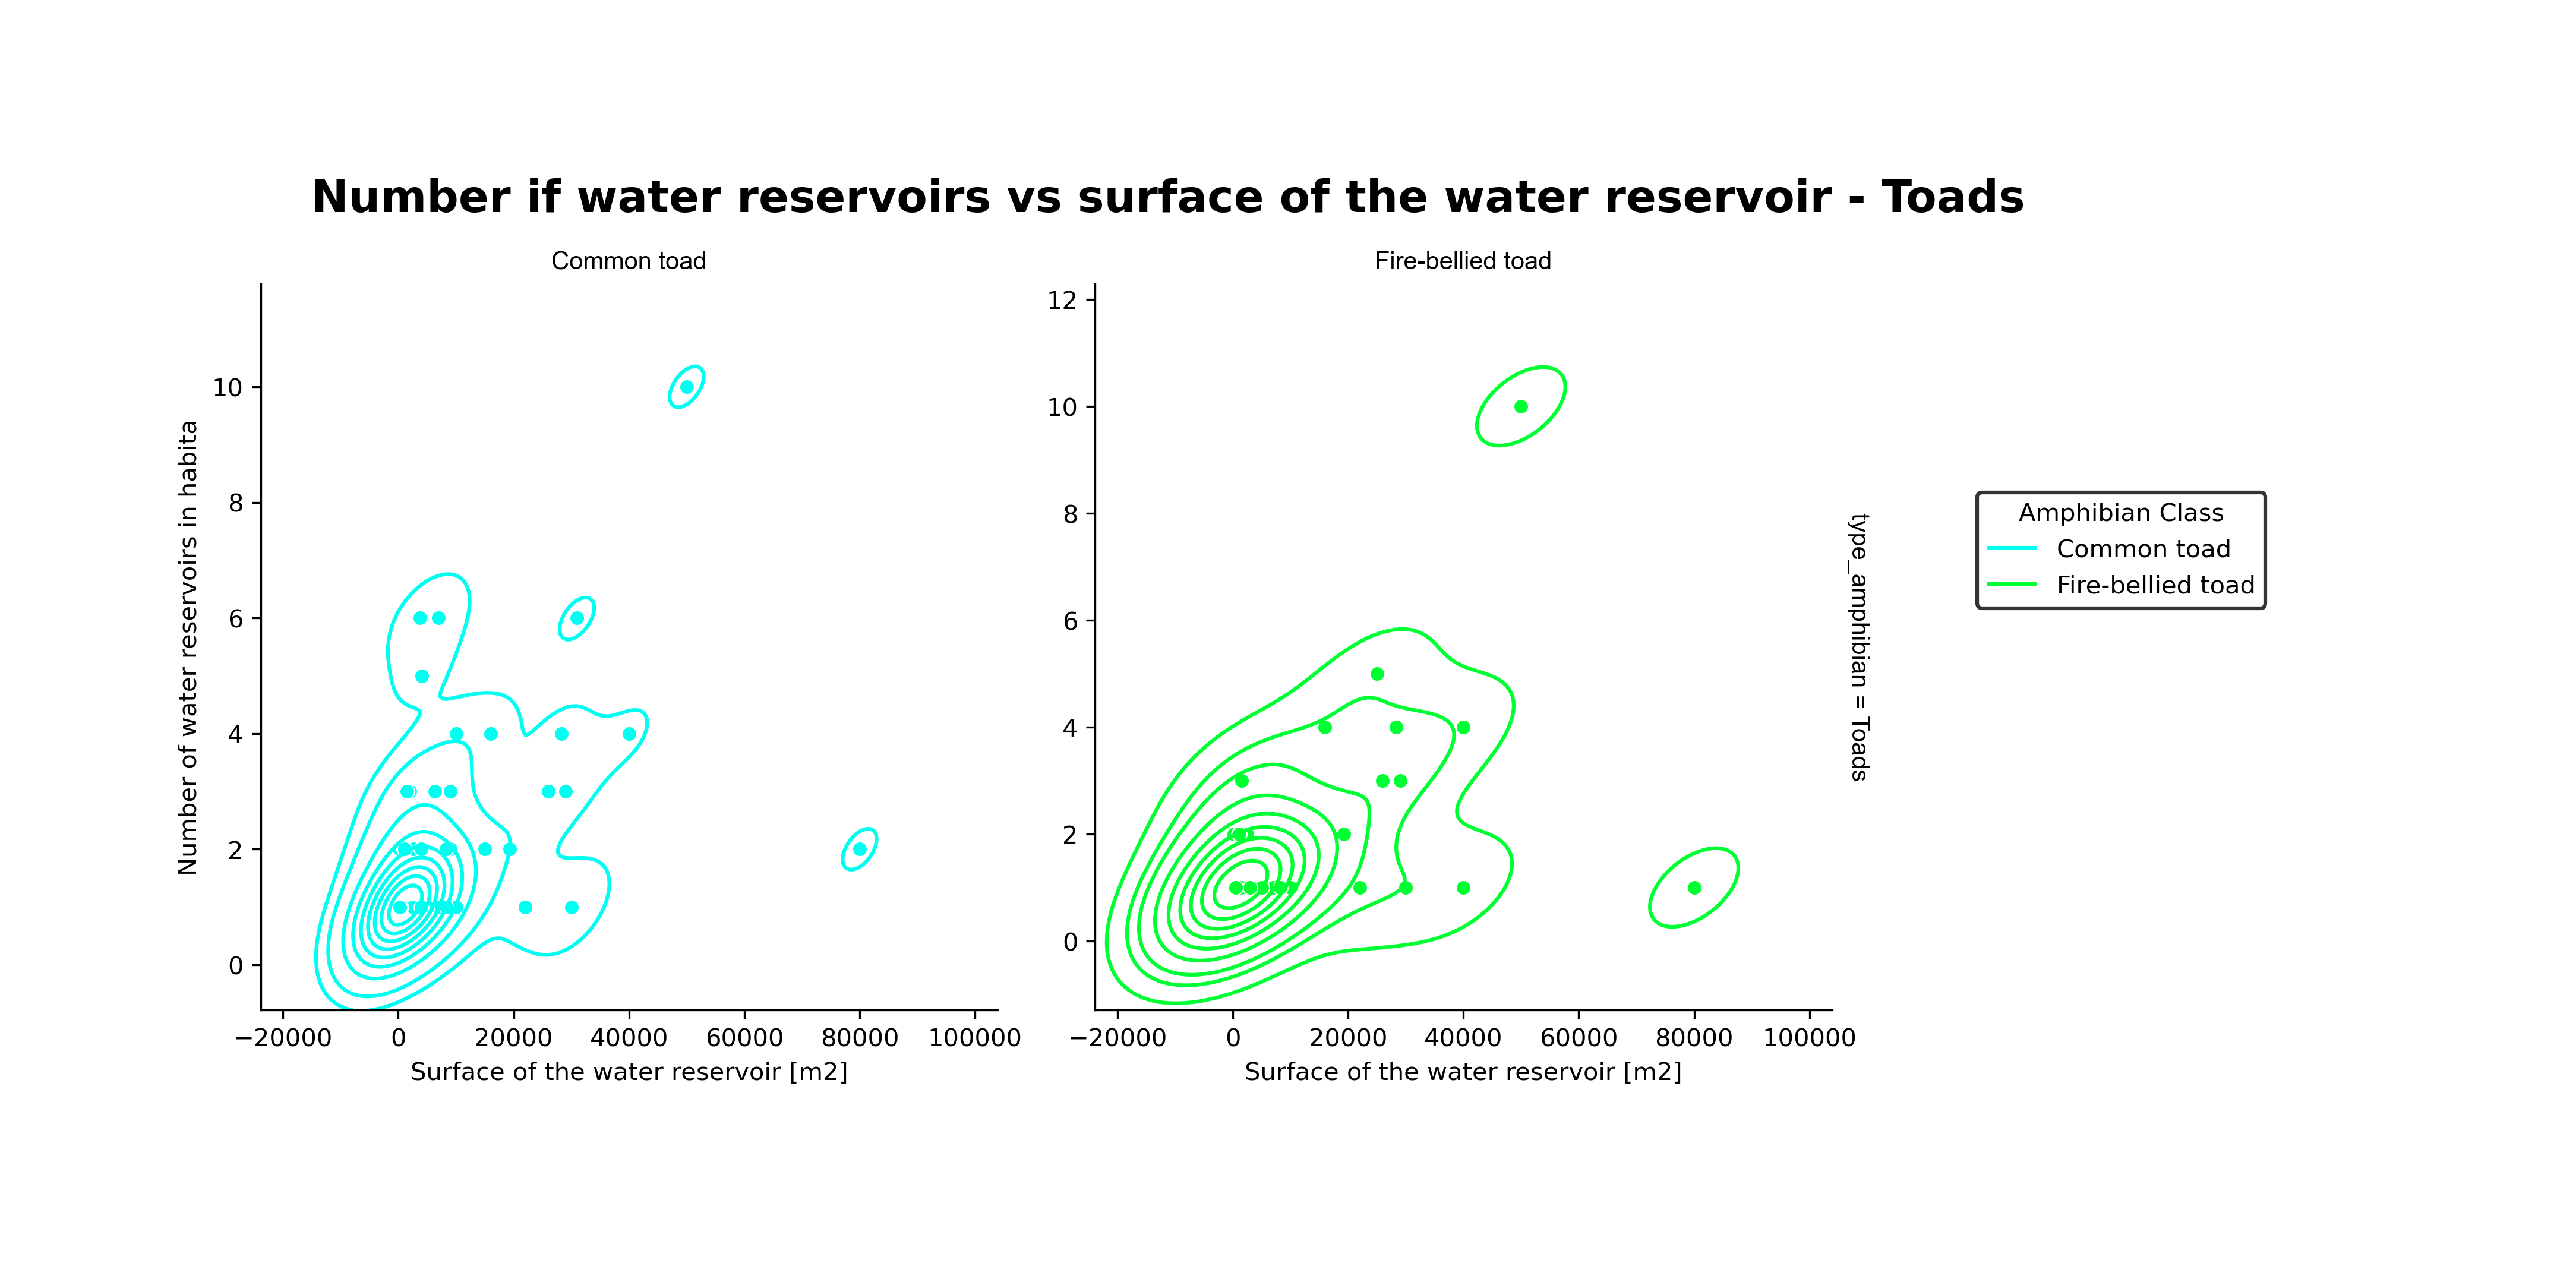 Number if water reservoirs vs surface of the water reservoir - Toads
Common toad
Number of water reservoirs in habita
10
8
6
4
2
0
−20000 0 20000 40000 60000 80000 100000
Surface of the water reservoir [m2]
Fire-bellied toad
12
10
8
6
4
2
0
−20000 0 20000 40000 60000 80000 100000
Surface of the water reservoir [m2]
type_amphibian = Toads
Amphibian Class
Common toad
Fire-bellied toad